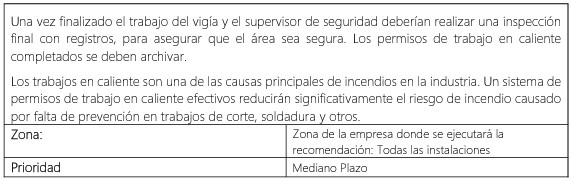 Una vez finalizado el trabajo del vigía y el supervisor de seguridad deberían realizar una inspección
final con registros, para asegurar que el área sea segura. Los permisos de trabajo en caliente
completados se deben archivar.
Los trabajos en caliente son una de las causas principales de incendios en la industria. Un sistema de
permisos de trabajo en caliente efectivos reducirán significativamente el riesgo de incendio causado
por falta de prevención en trabajos de corte, soldadura y otros.
Zona:
Zona de la empresa donde se ejecutará la
recomendación: Todas las instalaciones
Prioridad
Mediano Plazo